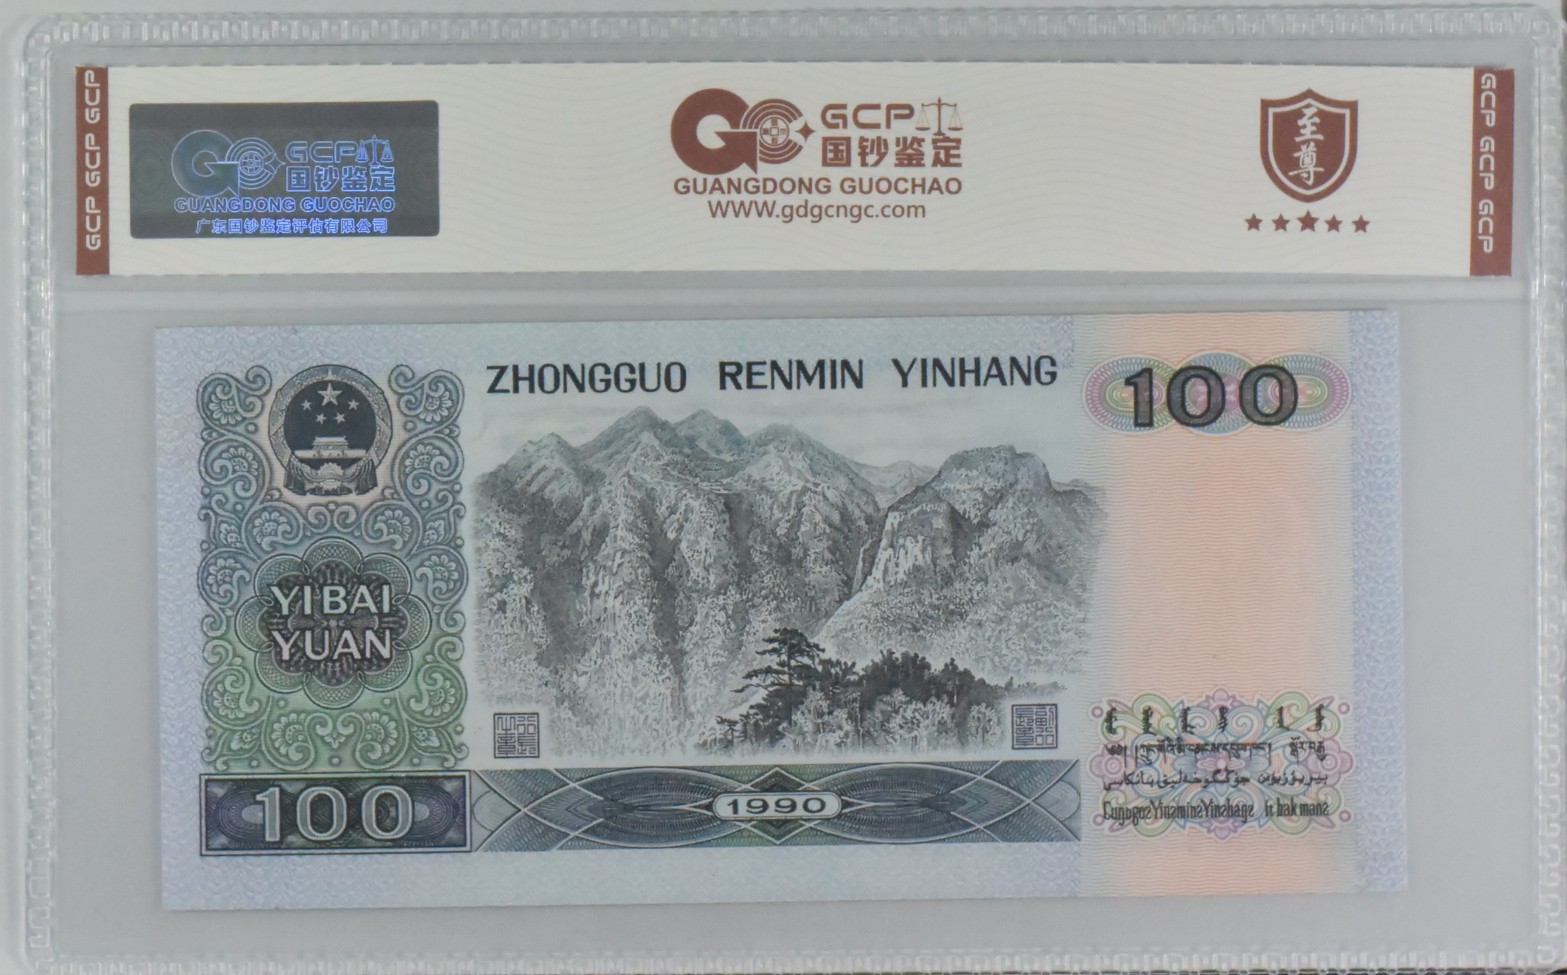 GCP GCP GCP
GCP
国钞鉴定
GUANGDONG GUOCHAO
广东国钞鉴定评估有限公司
GCP
国钞鉴定
GUANGDONG GUOCHAO
WWW.gdgcngc.com
至尊
GCP GCP GCP
ZHONGGUO RENMIN YINHANG
100
YI BAI
YUAN
100
1990